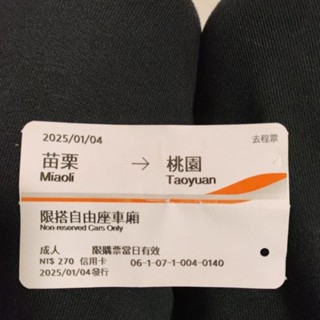 2025/01/04 去程票
苗栗 → 桃園
Miaoli Taoyuan
限搭自由座車廂
Non-reserved Cars Only
成人 限購票當日有效
NT$ 270 信用卡 06-1-07-1-004-0140
2025/01/04發行